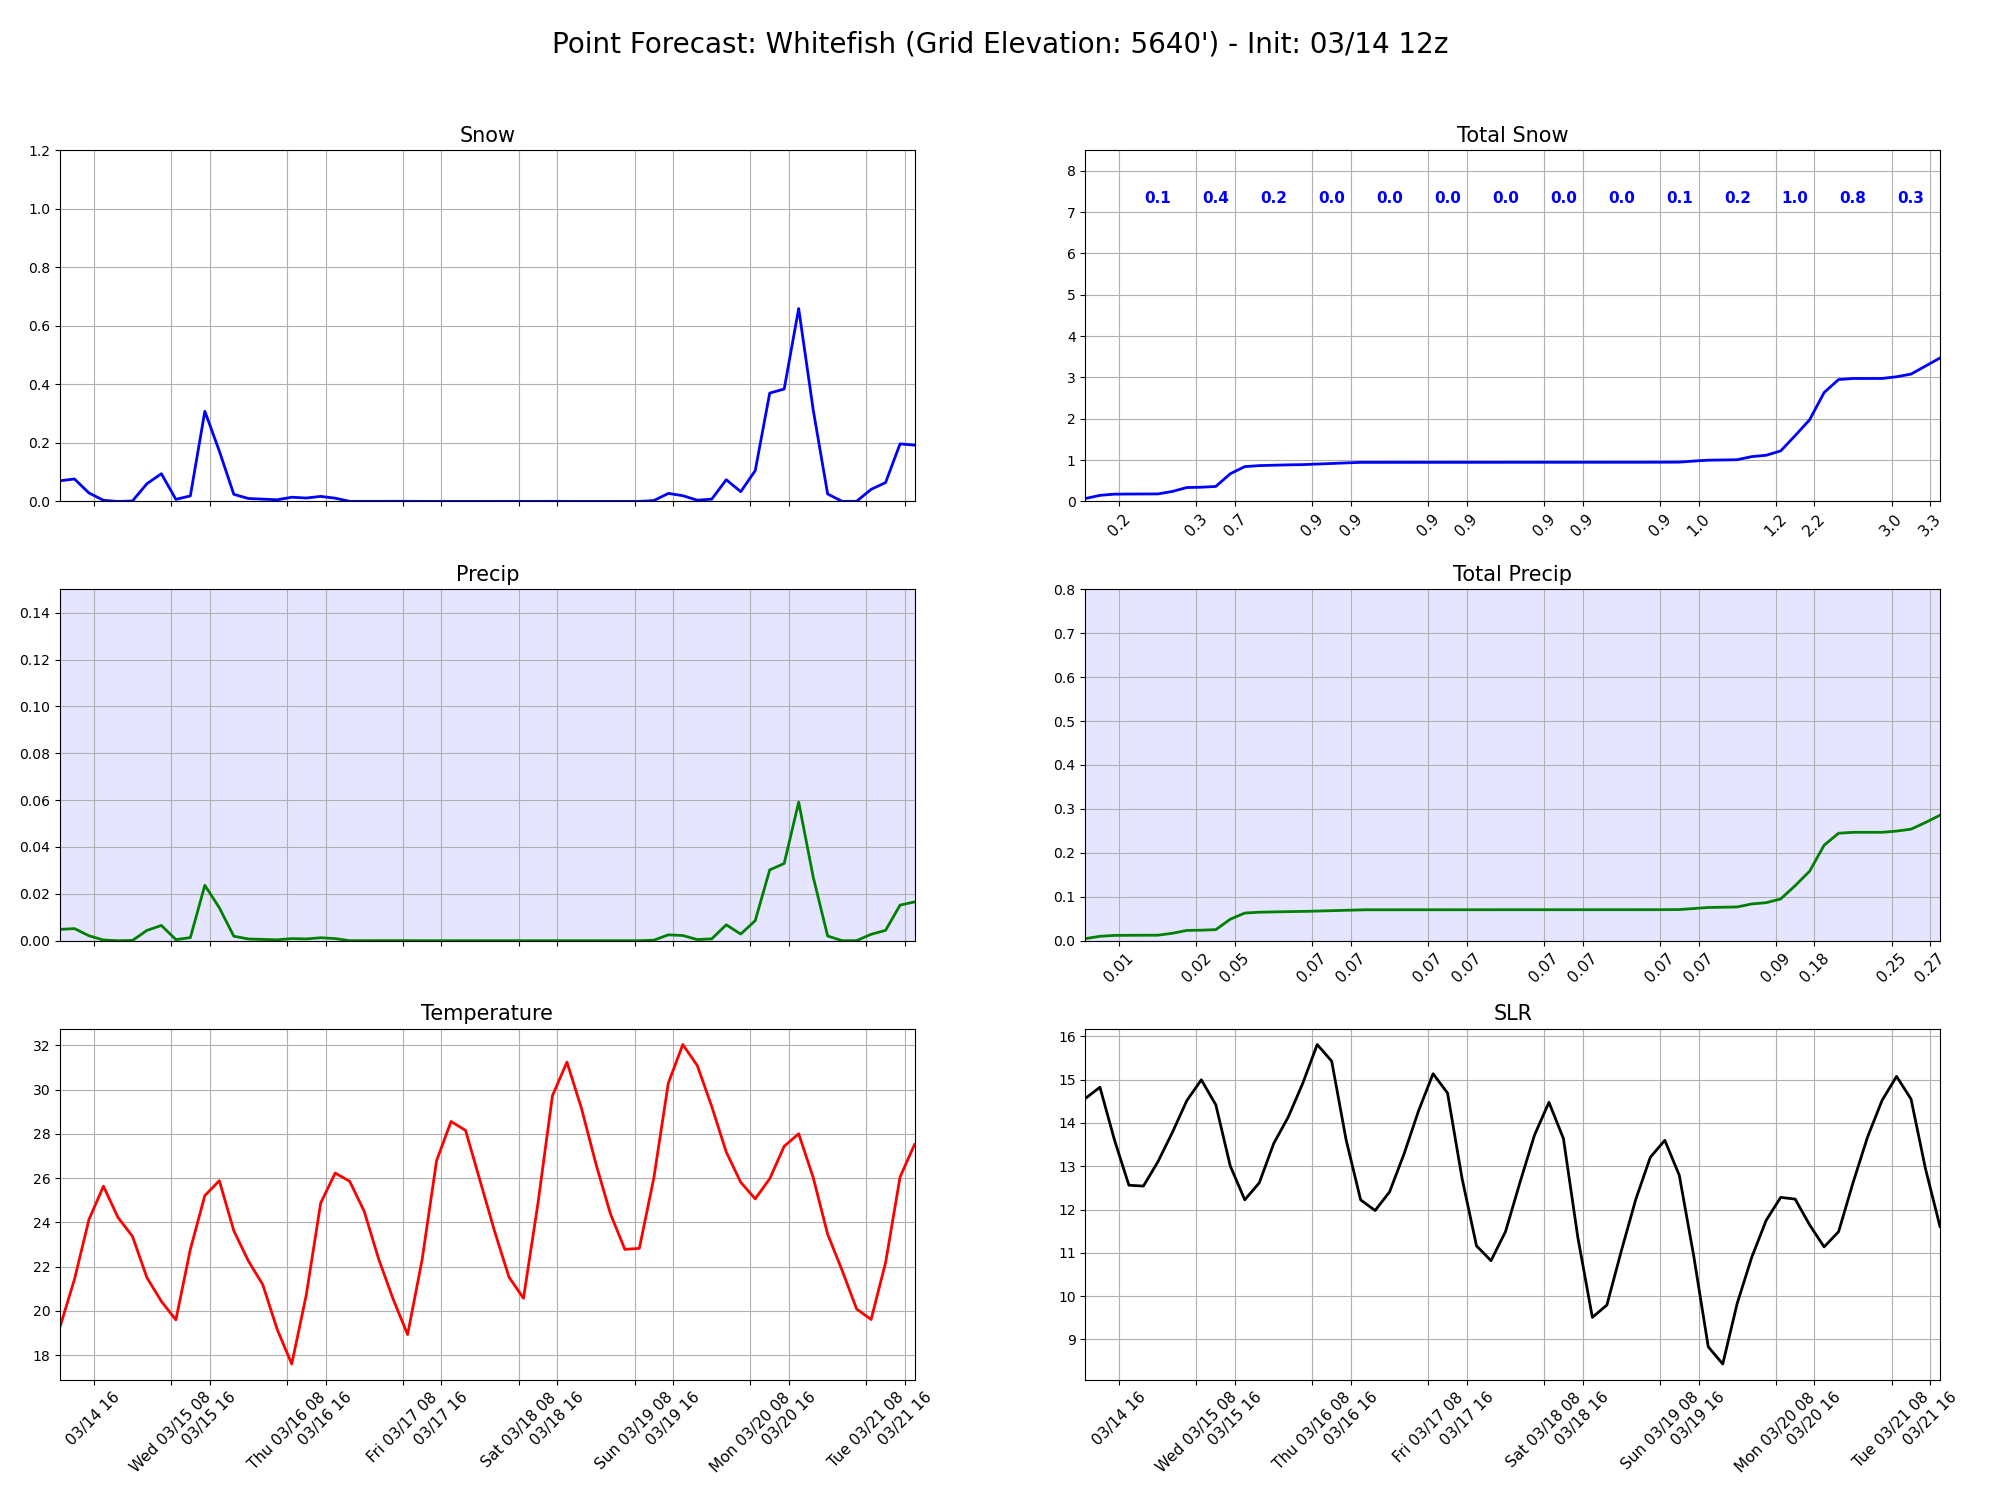 Point Forecast: Whitefish (Grid Elevation: 5640') - Init: 03/14 12z
Snow
1.2
1.0
0.8
0.6
0.4
0.2
0.0
Total Snow
8
7
6
5
4
3
2
1
0
0.1 0.4 0.2 0.0 0.0 0.0 0.0 0.0 0.0 0.1 0.2 1.0 0.8 0.3
0.2 0.3 0.7 0.9 0.9 0.9 0.9 0.9 0.9 0.9 1.0 1.2 2.2 3.0 3.3
Precip
0.14
0.12
0.10
0.08
0.06
0.04
0.02
0.00
Total Precip
0.8
0.7
0.6
0.5
0.4
0.3
0.2
0.1
0.0
0.01 0.02 0.05 0.07 0.07 0.07 0.07 0.07 0.07 0.07 0.07 0.09 0.18 0.25 0.27
Temperature
32
30
28
26
24
22
20
18
03/14 16
Wed 03/15 08
03/15 16
Thu 03/16 08
03/16 16
Fri 03/17 08
03/17 16
Sat 03/18 08
03/18 16
Sun 03/19 08
03/19 16
Mon 03/20 08
03/20 16
Tue 03/21 08
03/21 16
SLR
16
15
14
13
12
11
10
9
03/14 16
Wed 03/15 08
03/15 16
Thu 03/16 08
03/16 16
Fri 03/17 08
03/17 16
Sat 03/18 08
03/18 16
Sun 03/19 08
03/19 16
Mon 03/20 08
03/20 16
Tue 03/21 08
03/21 16